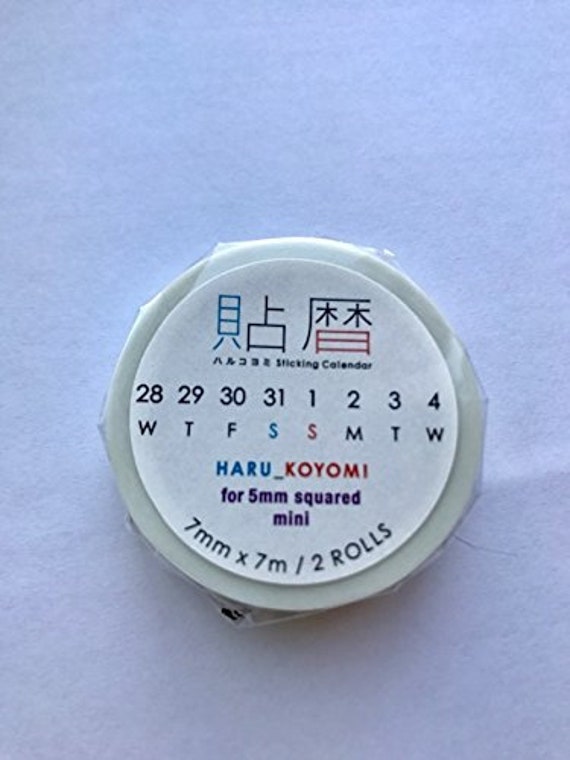 貼暦
ハルコヨミ Sticking Calendar
28 29 30 31 1 2 3 4
W T F S S M T W
HARU_KOYOMI
for 5mm squared
mini
7mm x 7m / 2 ROLLS